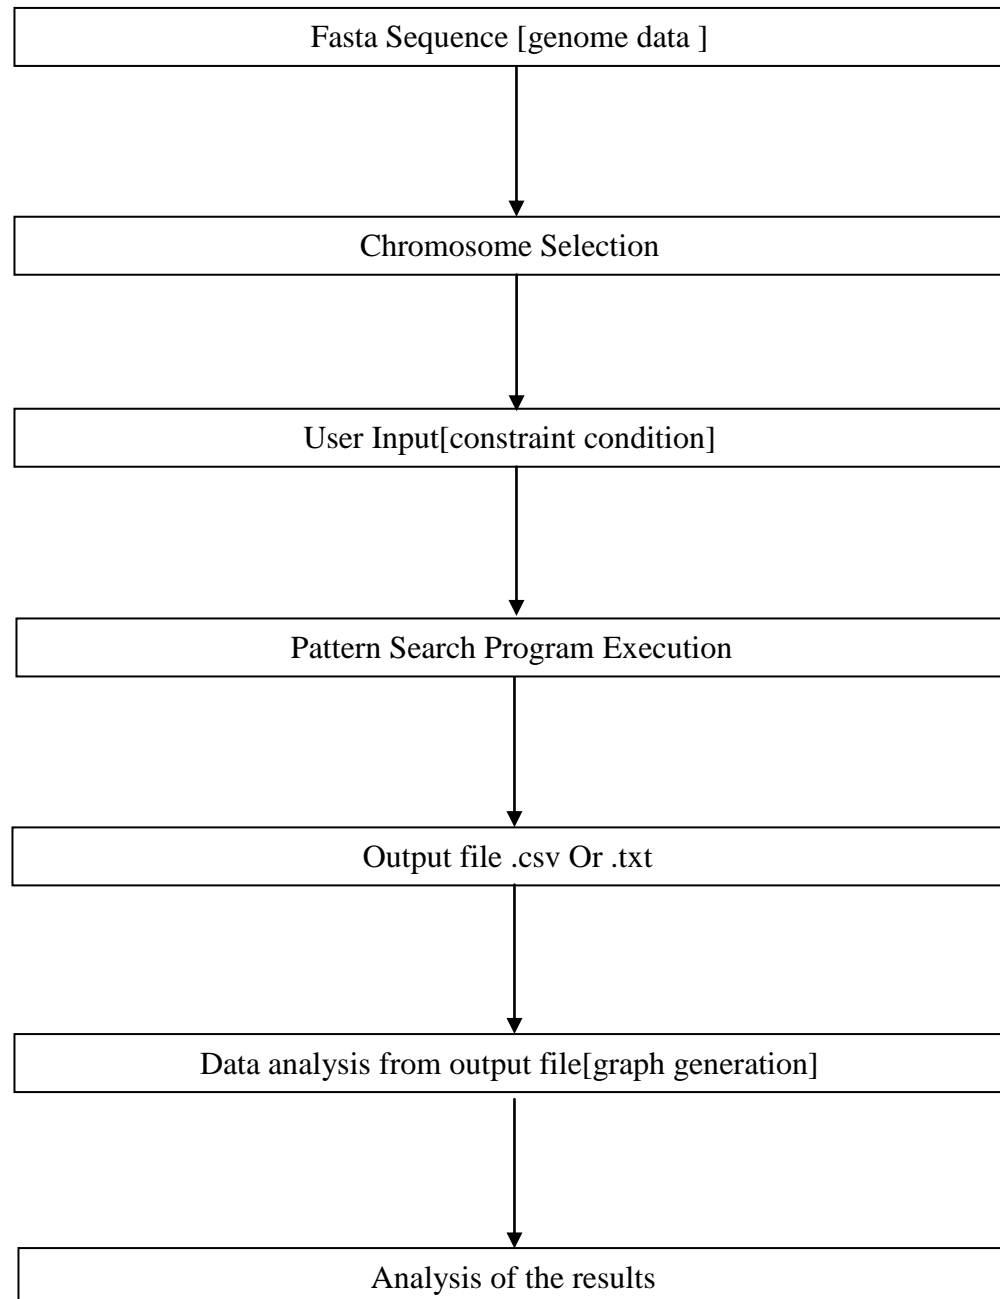 Fasta Sequence [genome data ]
Chromosome Selection
User Input[constraint condition]
Pattern Search Program Execution
Output file .csv Or .txt
Data analysis from output file[graph generation]
Analysis of the results